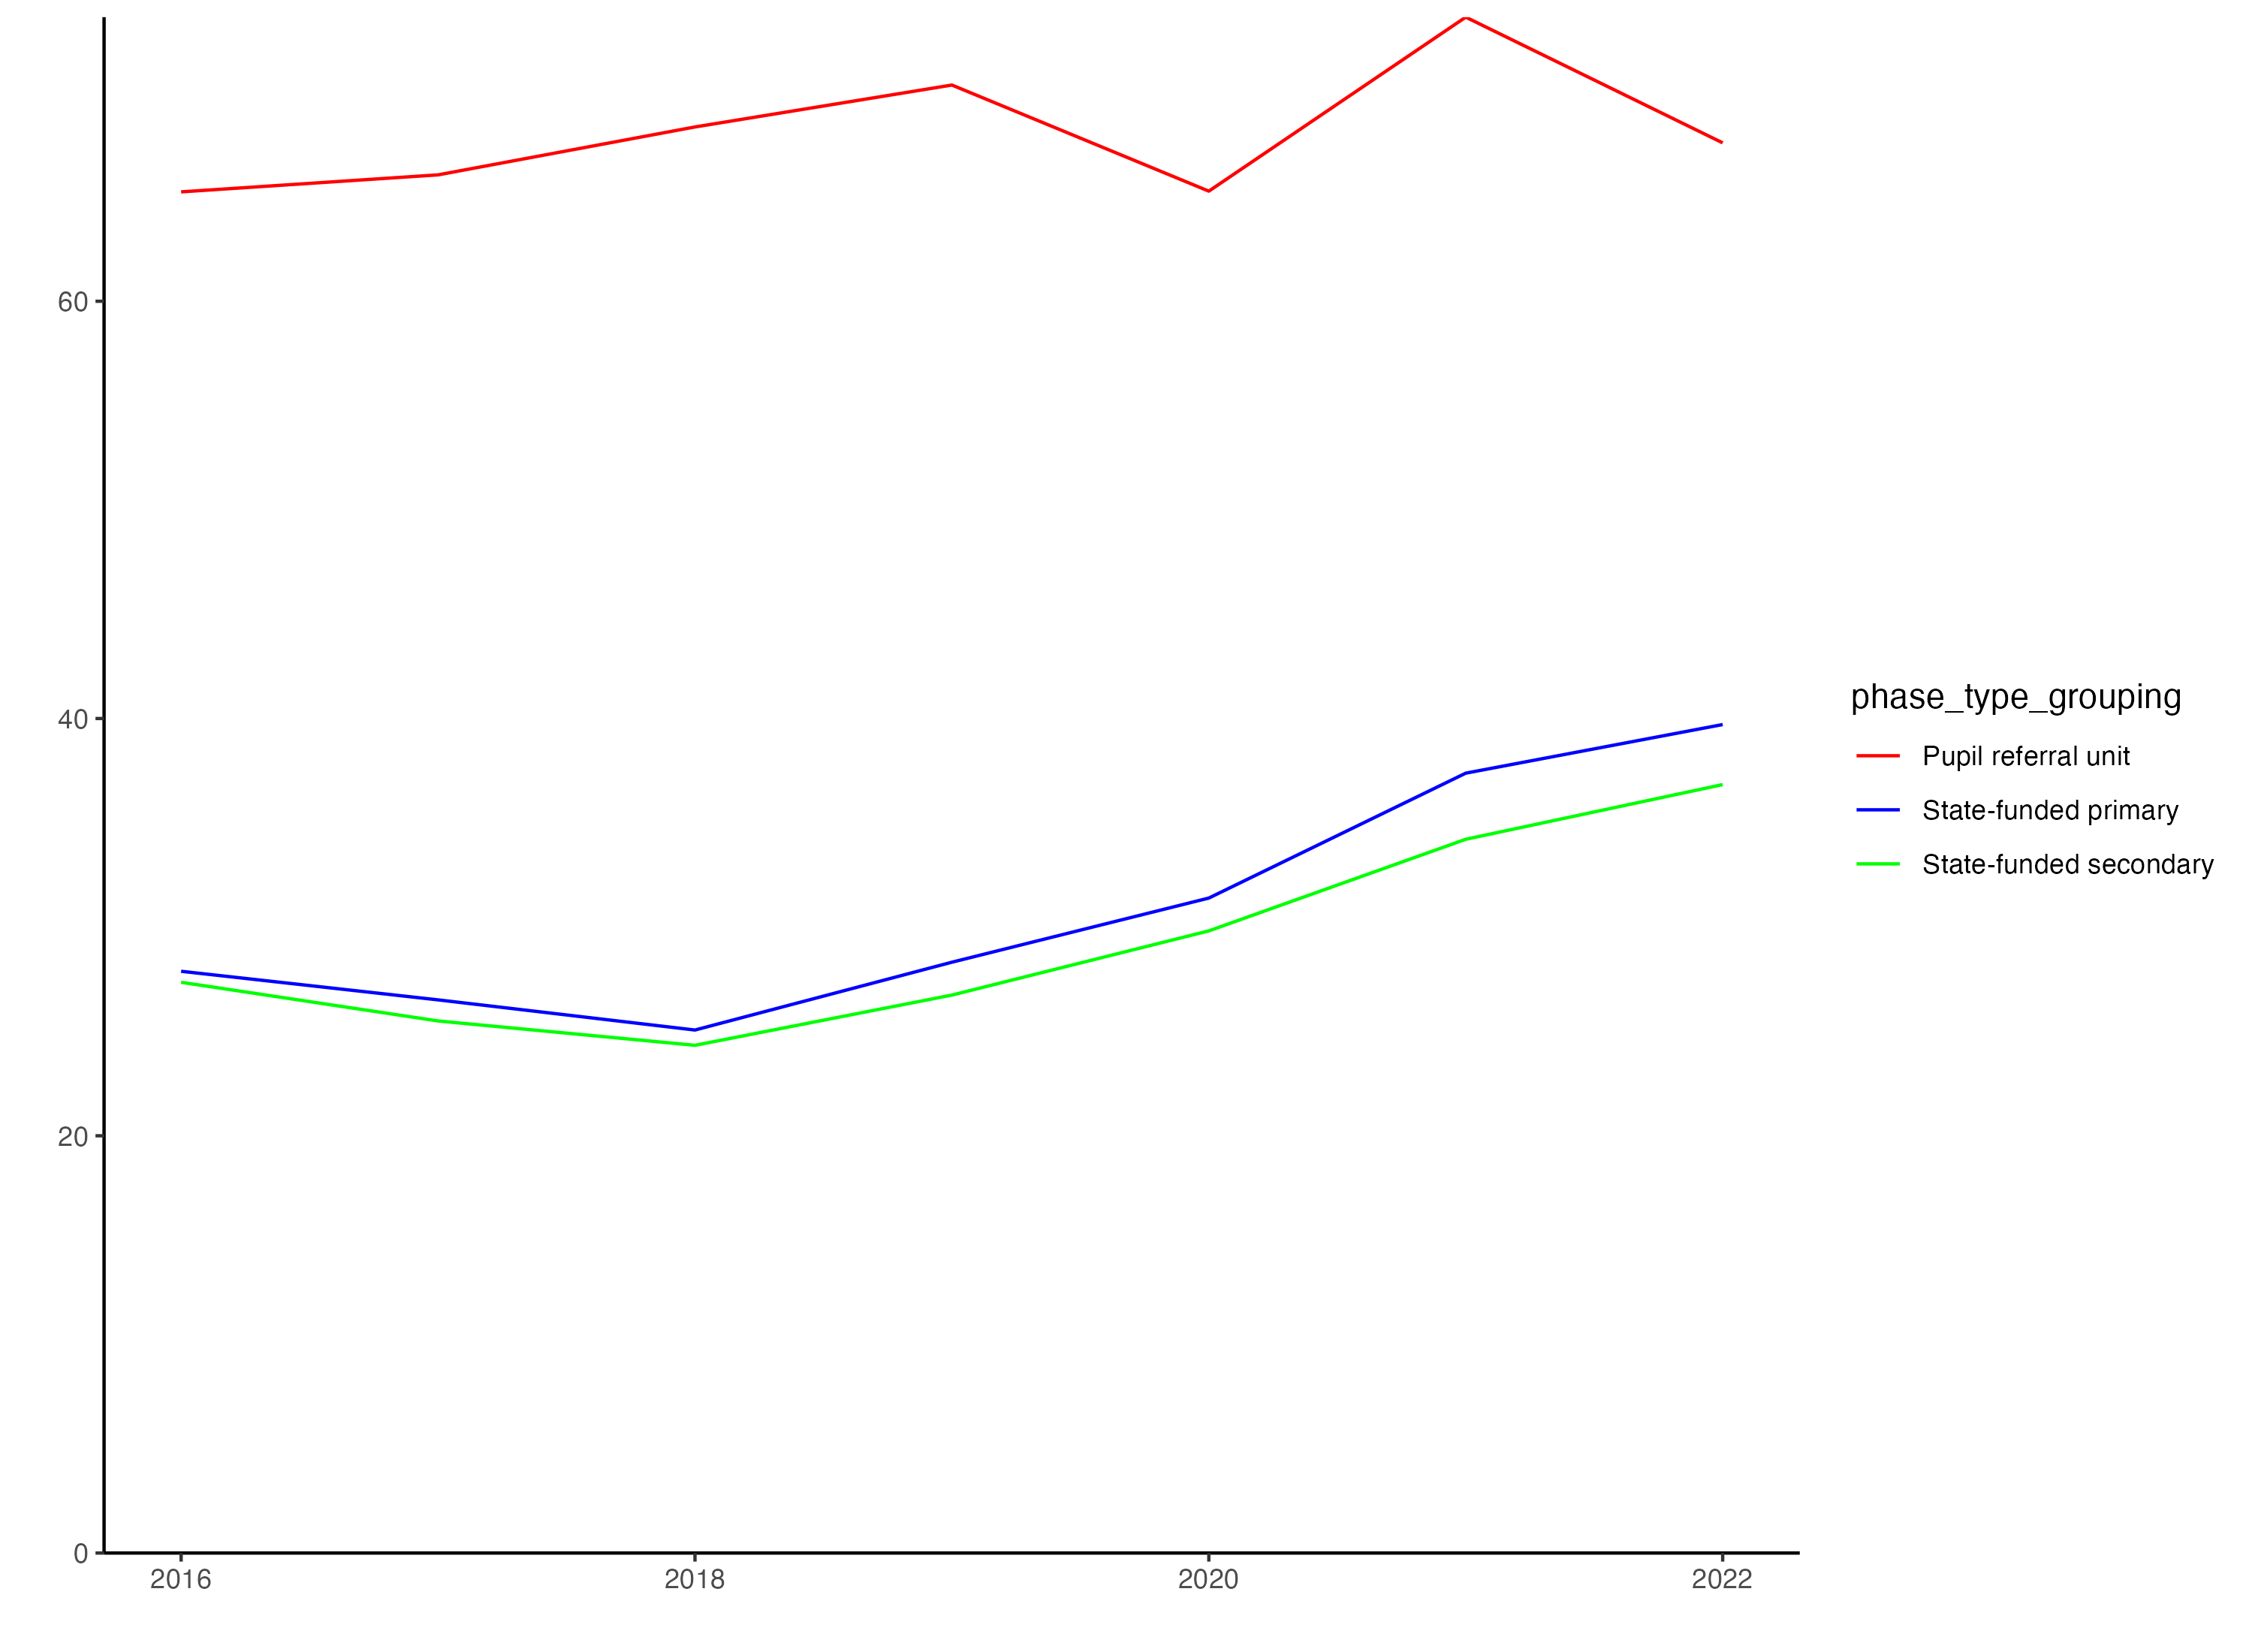 60
40
20
0
2016
2018
2020
2022
phase_type_grouping
Pupil referral unit
State-funded primary
State-funded secondary